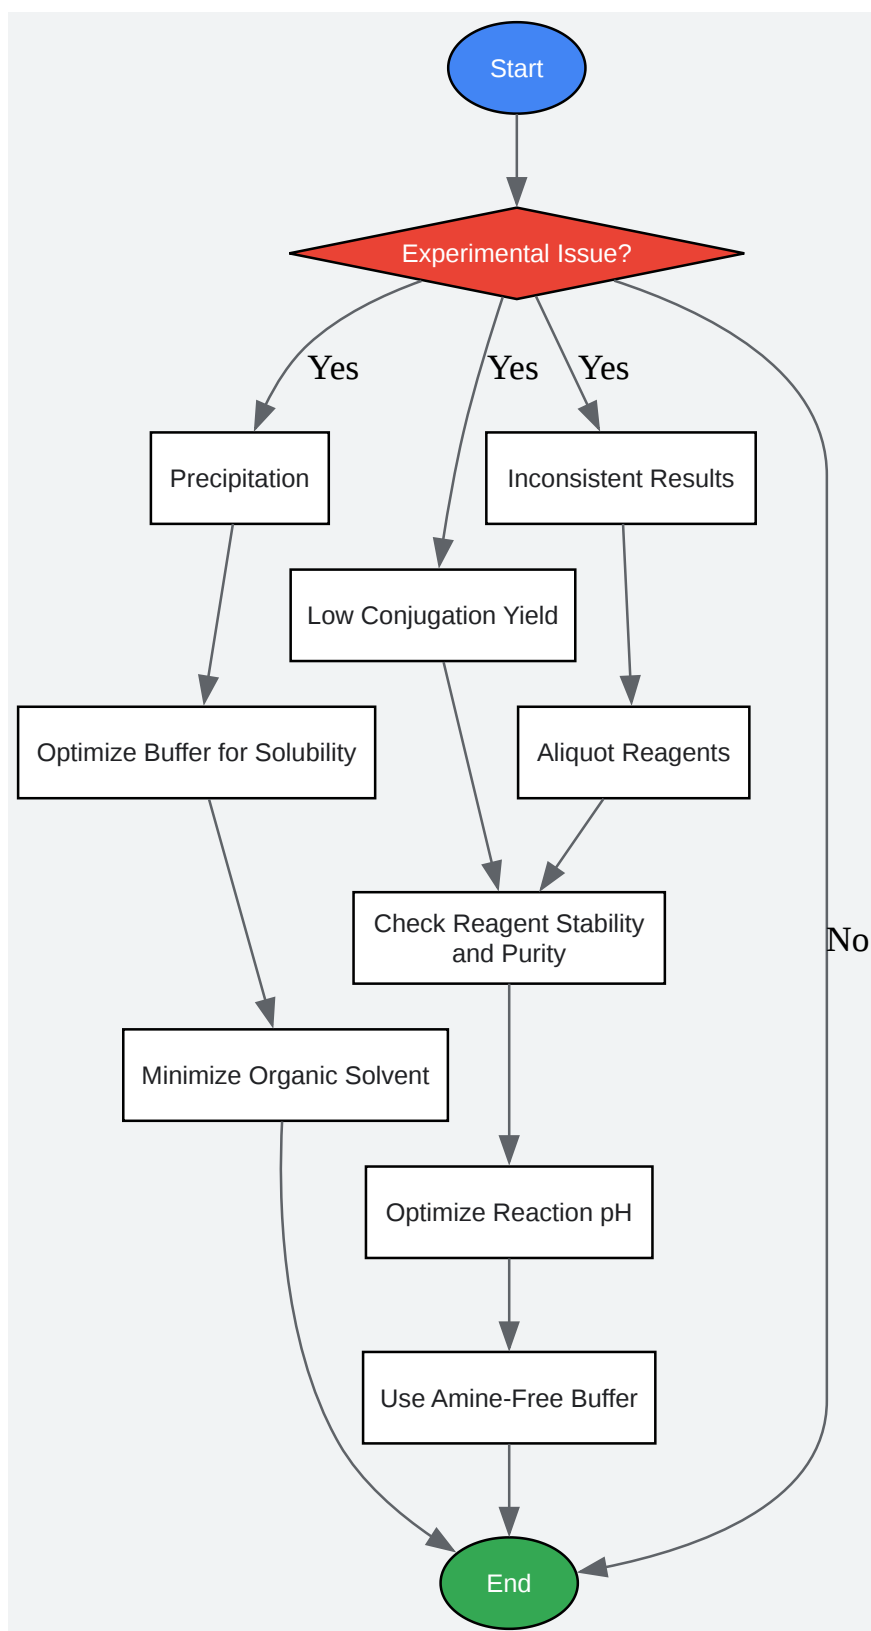 Start
Experimental Issue?
Yes
Yes
Yes
Precipitation
Inconsistent Results
Low Conjugation Yield
Optimize Buffer for Solubility
Aliquot Reagents
Check Reagent Stability
and Purity
No
Minimize Organic Solvent
Optimize Reaction pH
Use Amine-Free Buffer
End